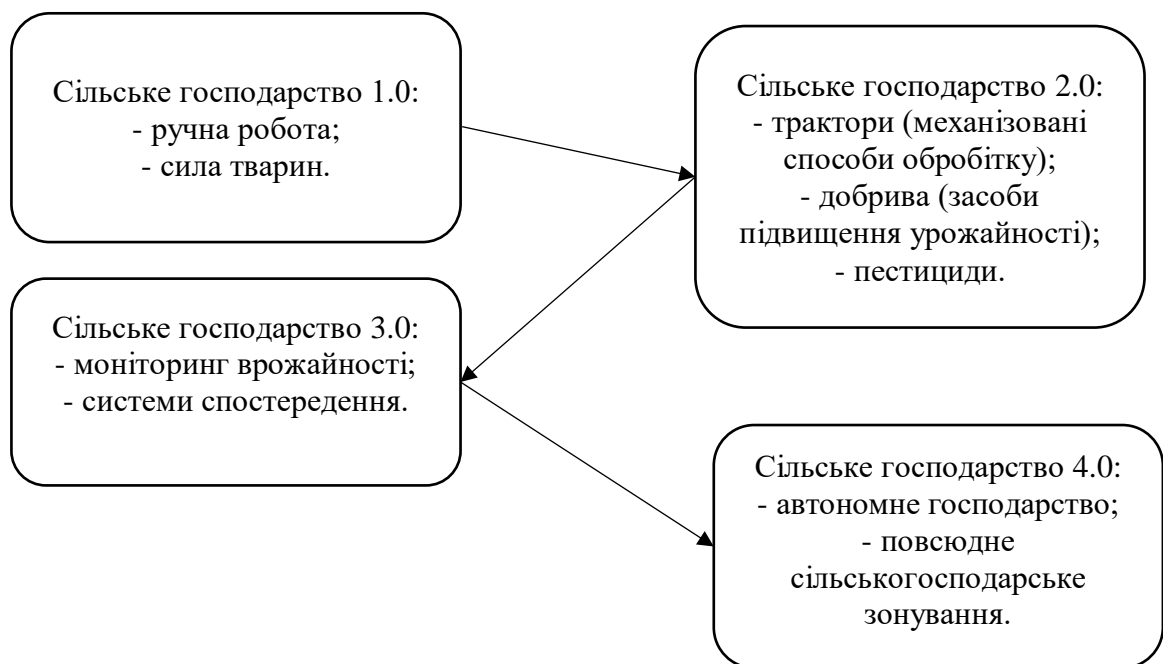 Сільське господарство 1.0:
- ручна робота;
- сила тварин.
Сільське господарство 2.0:
- трактори (механізовані
способи обробітку);
- добрива (засоби
підвищення урожайності);
- пестициди.
Сільське господарство 3.0:
- моніторинг врожайності;
- системи спостередення.
Сільське господарство 4.0:
- автономне господарство;
- повсюдне
сільськогосподарське
зонування.